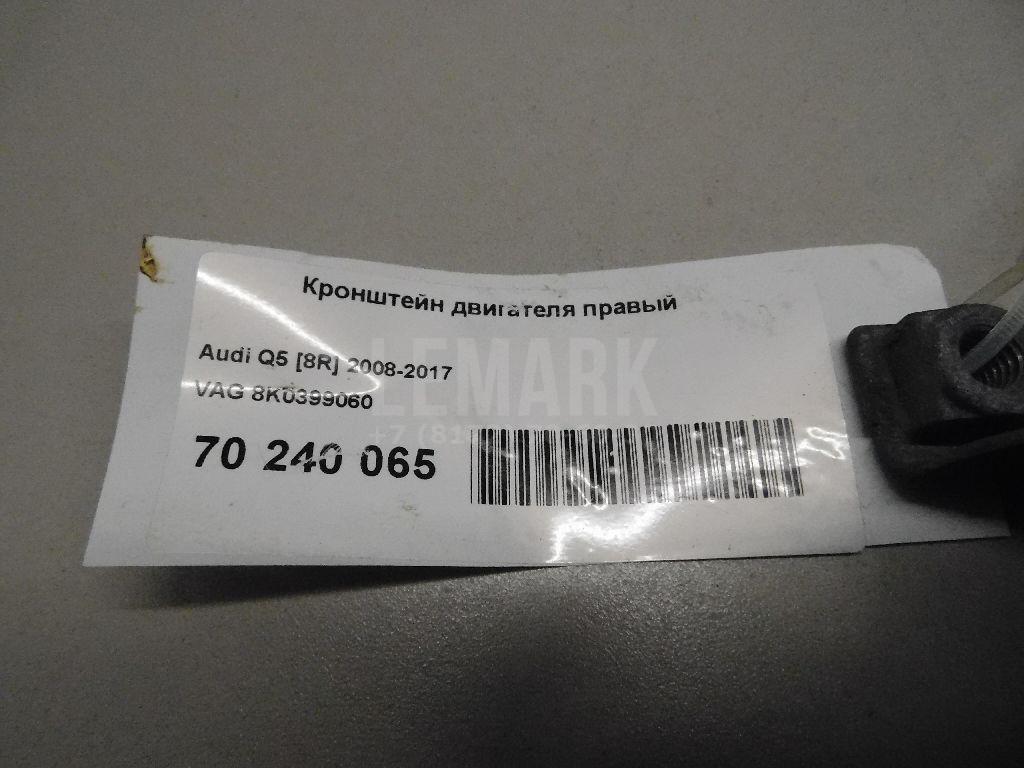 Кронштейн двигателя правый
Audi Q5 [8R] 2008-2017
VAG 8K0399060
LEMARK
70 240 065